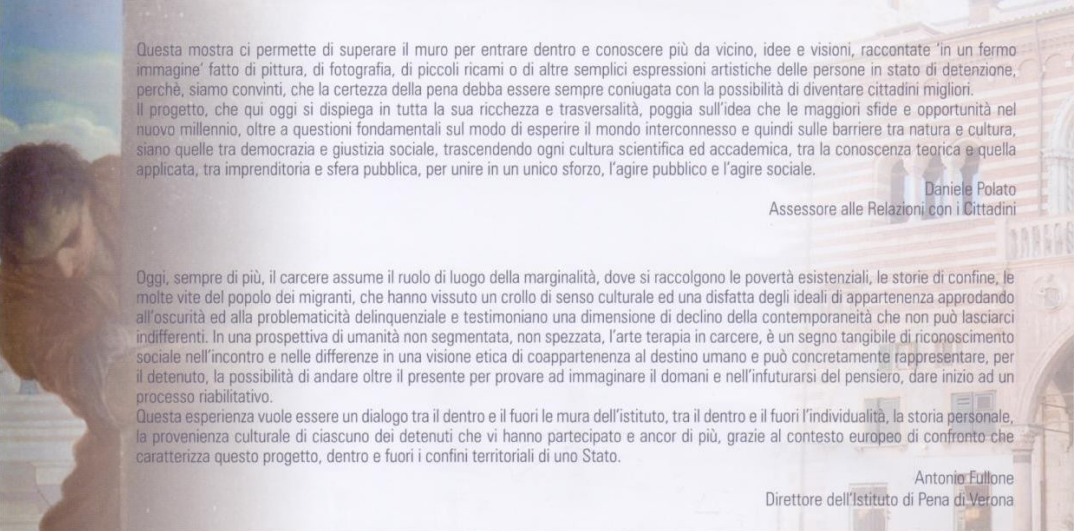 Questa mostra ci permette di superare il muro per entrare dentro e conoscere più da vicino, idee e visioni, raccontate 'in un fermo
immagine' fatto di pittura, di fotografia, di piccoli ricami o di altre semplici espressioni artistiche delle persone in stato di detenzione,
perchè, siamo convinti, che la certezza della pena debba essere sempre coniugata con la possibilità di diventare cittadini migliori.
Il progetto, che qui oggi si dispiega in tutta la sua ricchezza e trasversalità, poggia sull'idea che le maggiori sfide e opportunità nel
nuovo millennio, oltre a questioni fondamentali sul modo di esperire il mondo interconnesso e quindi sulle barriere tra natura e cultura,
siano quelle tra democrazia e giustizia sociale, trascendendo ogni cultura scientifica ed accademica, tra la conoscenza teorica e quella
applicata, tra imprenditoria e sfera pubblica, per unire in un unico sforzo, l'agire pubblico e l'agire sociale.
Daniele Polato
Assessore alle Relazioni con i Cittadini
Oggi, sempre di più, il carcere assume il ruolo di luogo della marginalità, dove si raccolgono le povertà esistenziali, le storie di confine, le
molte vite del popolo dei migranti, che hanno vissuto un crollo di senso culturale ed una disfatta degli ideali di appartenenza approdando
all'oscurità ed alla problematicità delinquenziale e testimoniano una dimensione di declino della contemporaneità che non può lasciarci
indifferenti. In una prospettiva di umanità non segmentata, non spezzata, l'arte terapia in carcere, è un segno tangibile di riconoscimento
sociale nell'incontro e nelle differenze in una visione etica di coappartenenza al destino umano e può concretamente rappresentare, per
il detenuto, la possibilità di andare oltre il presente per provare ad immaginare il domani e nell'infuturarsi del pensiero, dare inizio ad un
processo riabilitativo.
Questa esperienza vuole essere un dialogo tra il dentro e il fuori le mura dell'istituto, tra il dentro e il fuori l'individualità, la storia personale,
la provenienza culturale di ciascuno dei detenuti che vi hanno partecipato e ancor di più, grazie al contesto europeo di confronto che
caratterizza questo progetto, dentro e fuori i confini territoriali di uno Stato.
Antonio Fullone
Direttore dell'Istituto di Pena di Verona